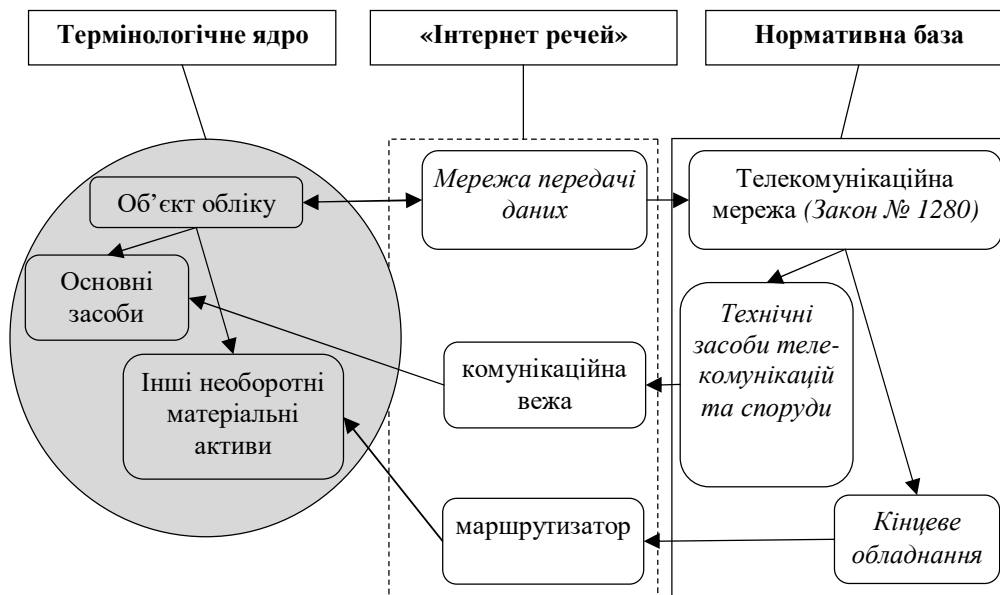 Термінологічне ядро
«Інтернет речей»
Нормативна база
Об’єкт обліку
Мережа передачі
даних
Телекомунікаційна
мережа (Закон № 1280)
Основні
засоби
Технічні
засоби теле-
комунікацій
та споруди
комунікаційна
вежа
Інші необоротні
матеріальні
активи
маршрутизатор
Кінцеве
обладнання